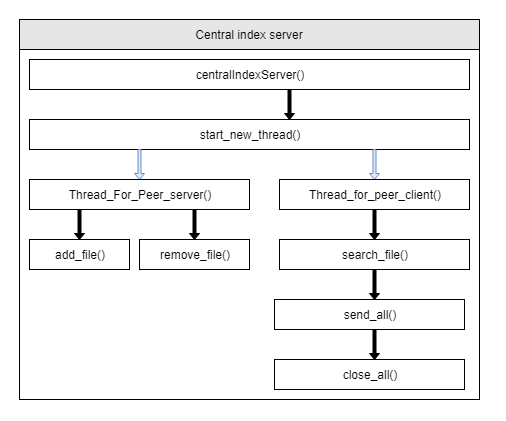 Central index server
centralIndexServer()
start_new_thread()
Thread_For_Peer_server()
Thread_for_peer_client()
add_file()
remove_file()
search_file()
send_all()
close_all()